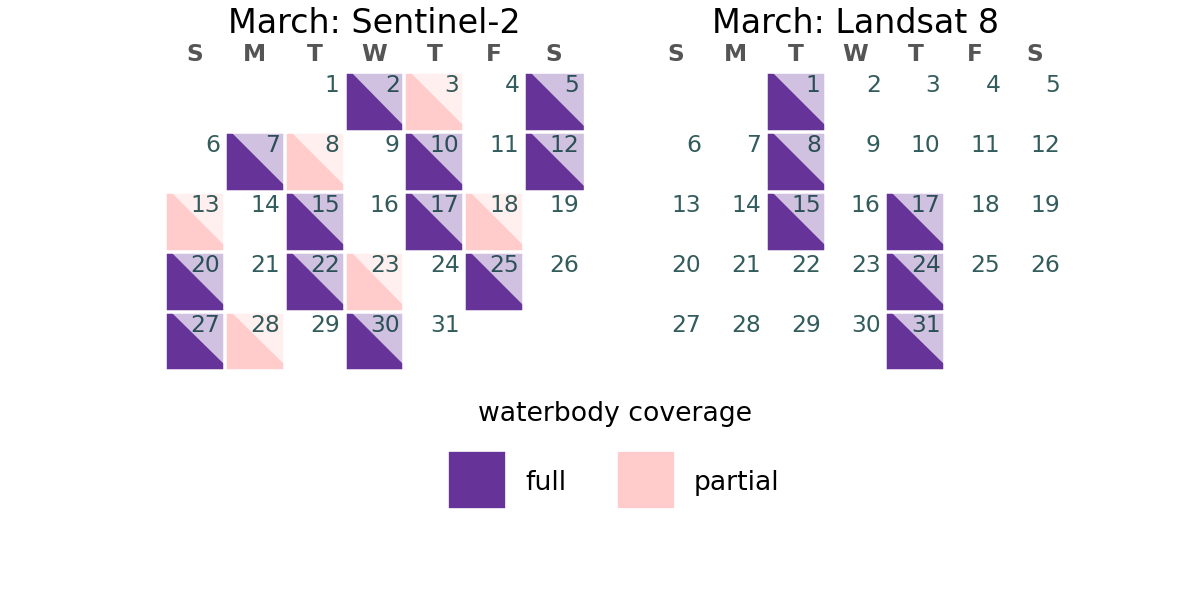 March: Sentinel-2
S M T W T F S
1 2 3 4 5
6 7 8 9 10 11 12
13 14 15 16 17 18 19
20 21 22 23 24 25 26
27 28 29 30 31
March: Landsat 8
S M T W T F S
1 2 3 4 5
6 7 8 9 10 11 12
13 14 15 16 17 18 19
20 21 22 23 24 25 26
27 28 29 30 31
waterbody coverage
full partial